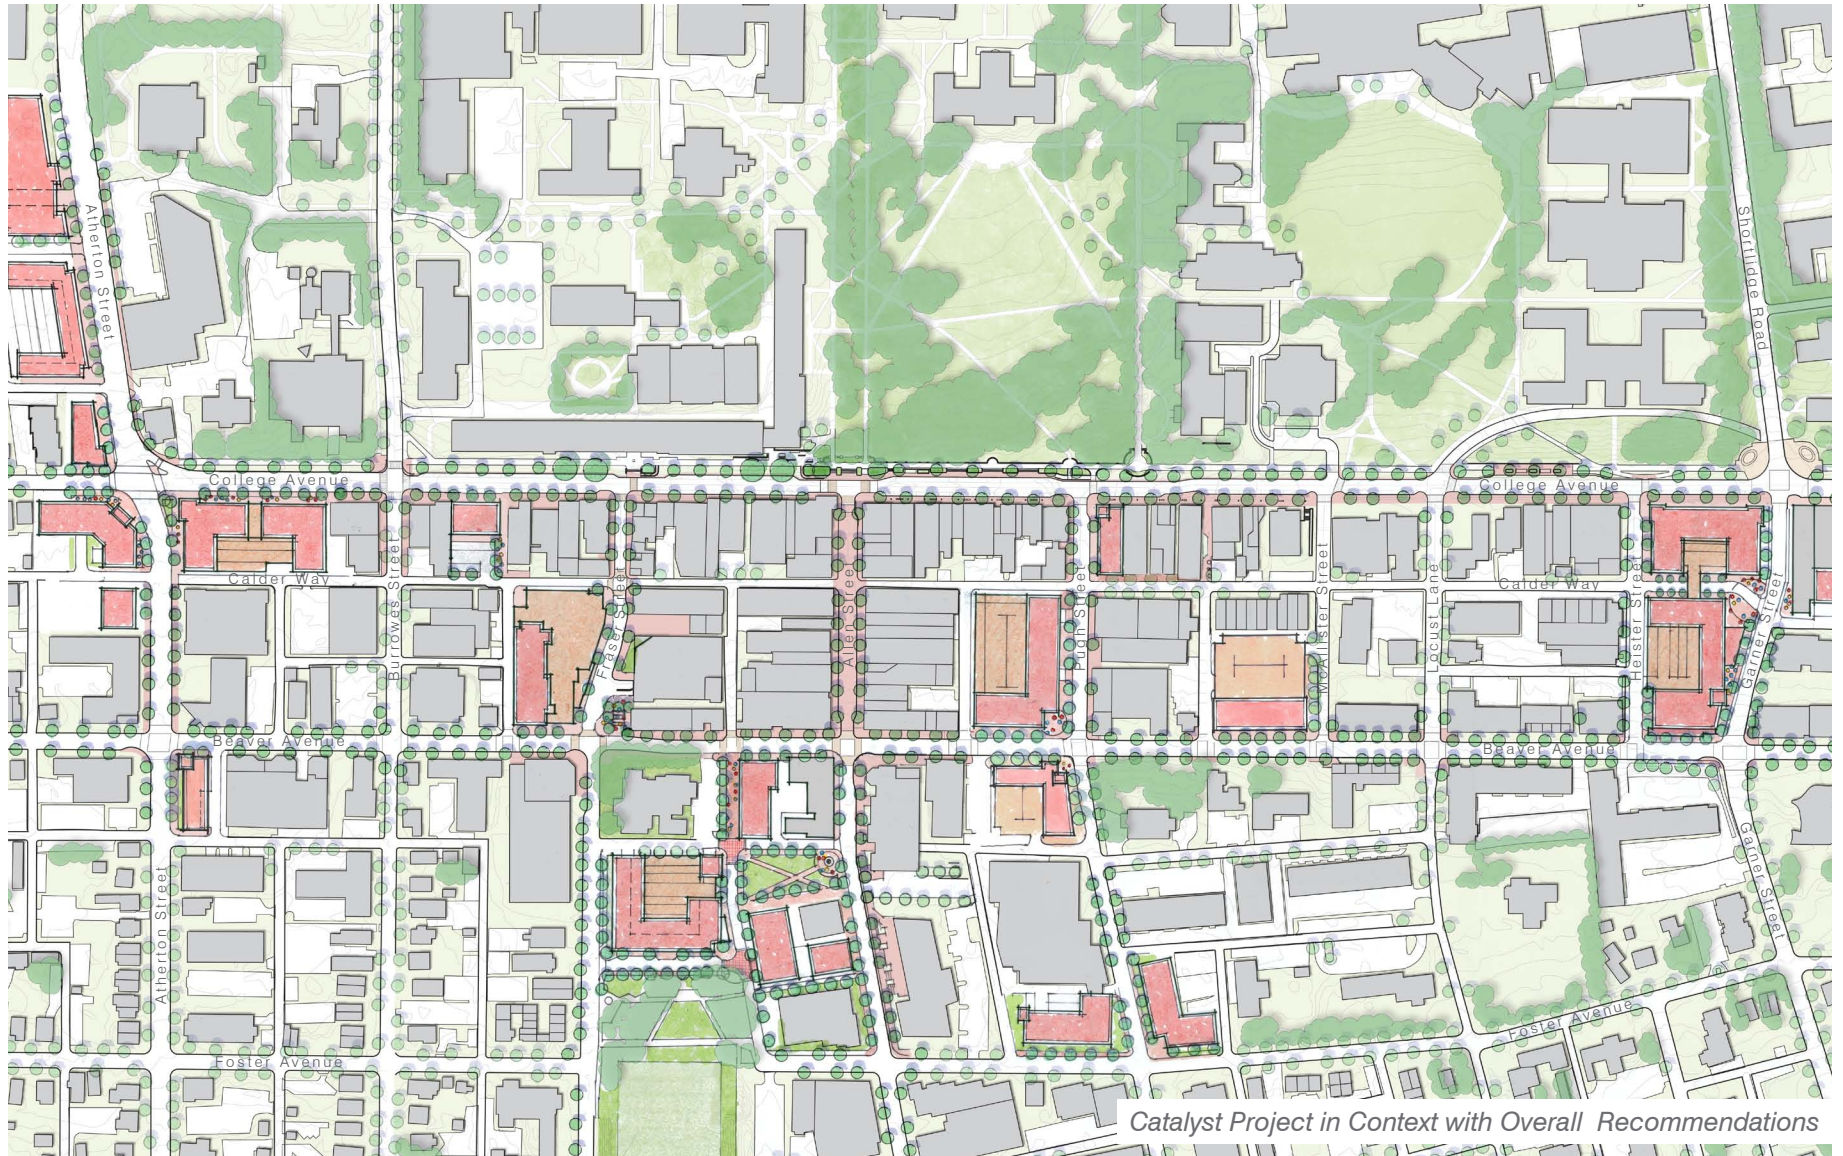 Atherton Street
Shortlidge Road
College Avenue
College Avenue
Calder Way
Calder Way
Burrowes Street
Fraser Street
Allen Street
Pugh Street
McAllister Street
Locust Lane
Heister Street
Garner Street
Beaver Avenue
Beaver Avenue
Atherton Street
Garner Street
Foster Avenue
Foster Avenue
Catalyst Project in Context with Overall Recommendations